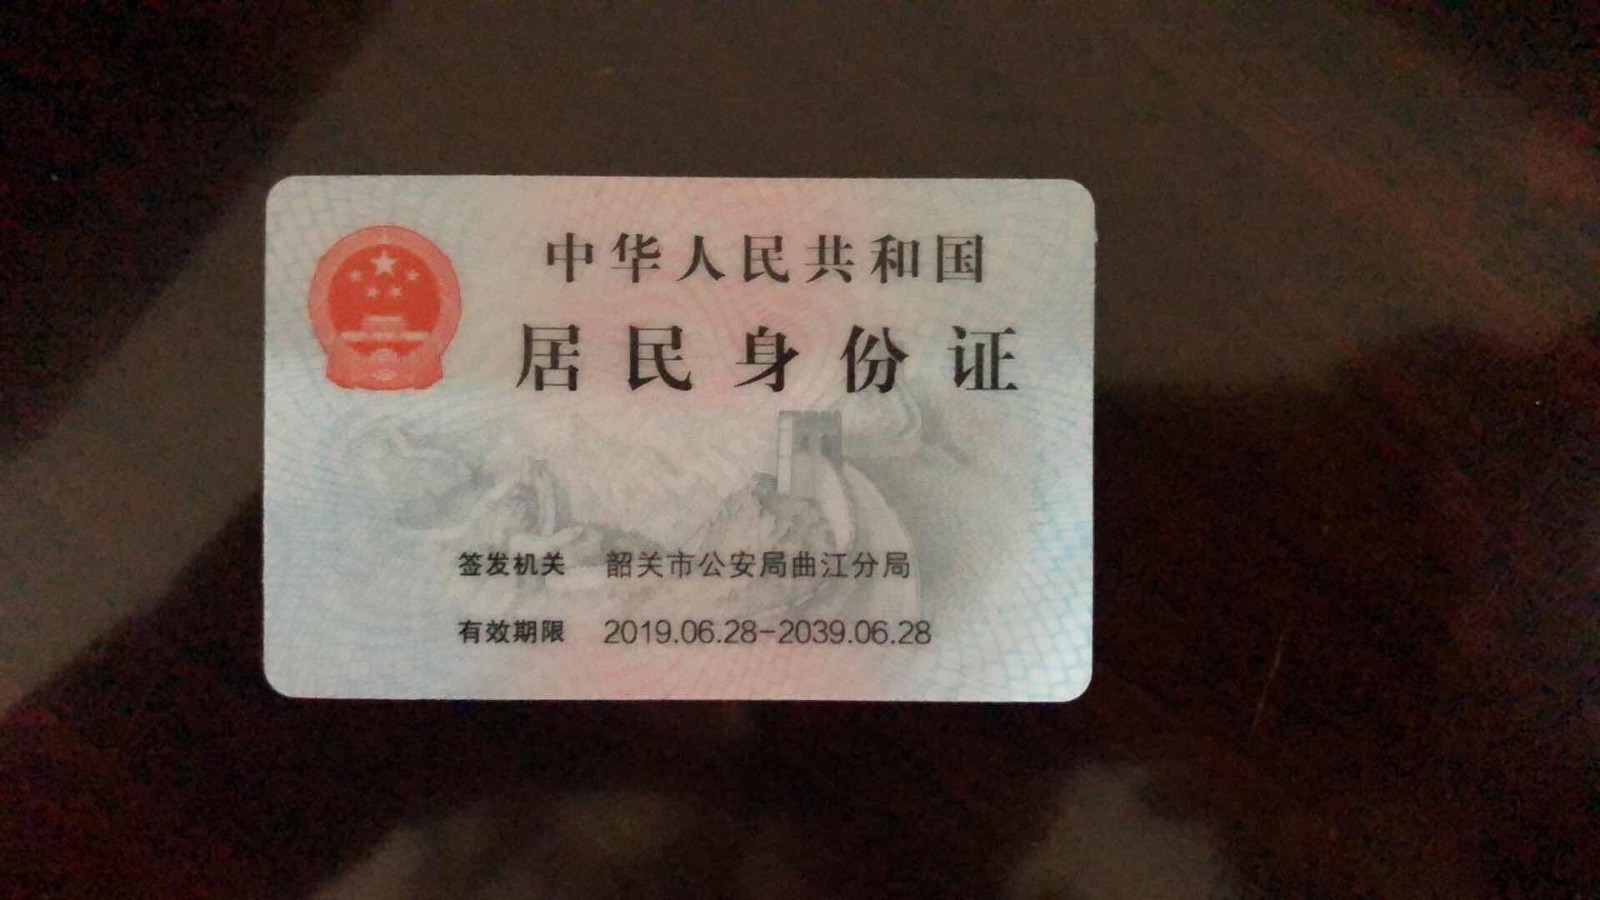 中华人民共和国
居民身份证
签发机关 韶关市公安局曲江分局
有效期限 2019.06.28-2039.06.28